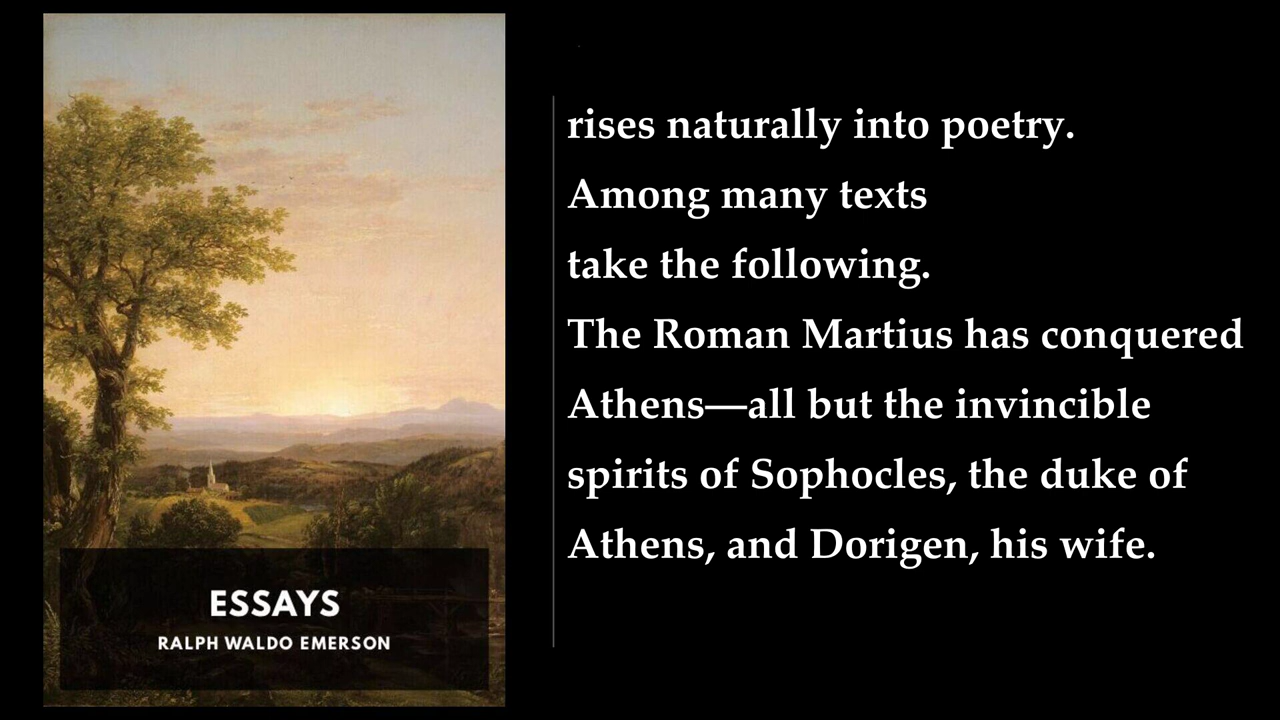 ESSAYS
RALPH WALDO EMERSON
rises naturally into poetry.
Among many texts
take the following.
The Roman Martius has conquered
Athens—all but the invincible
spirits of Sophocles, the duke of
Athens, and Dorigen, his wife.